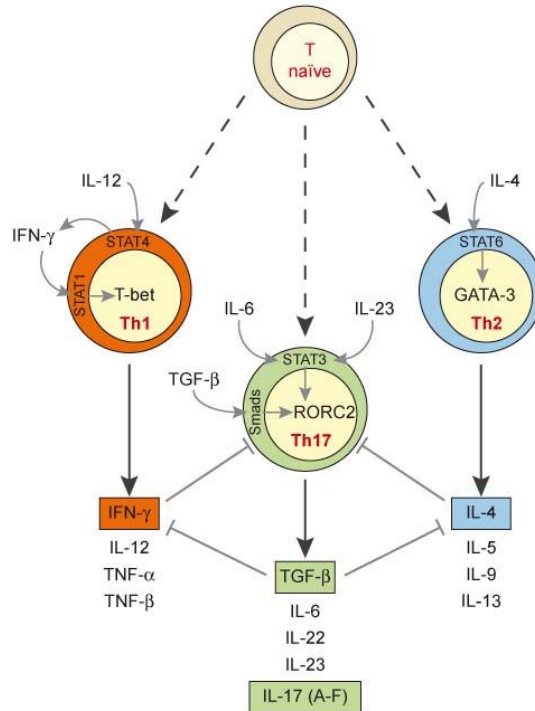 T
naïve
IL-12
IL-4
IFN-γ
STAT4
STAT1
T-bet
Th1
STAT6
GATA-3
Th2
IL-6
IL-23
STAT3
TGF-β
Smads
RORC2
Th17
IFN-γ
IL-12
TNF-α
TNF-β
IL-4
IL-5
IL-9
IL-13
TGF-β
IL-6
IL-22
IL-23
IL-17 (A-F)